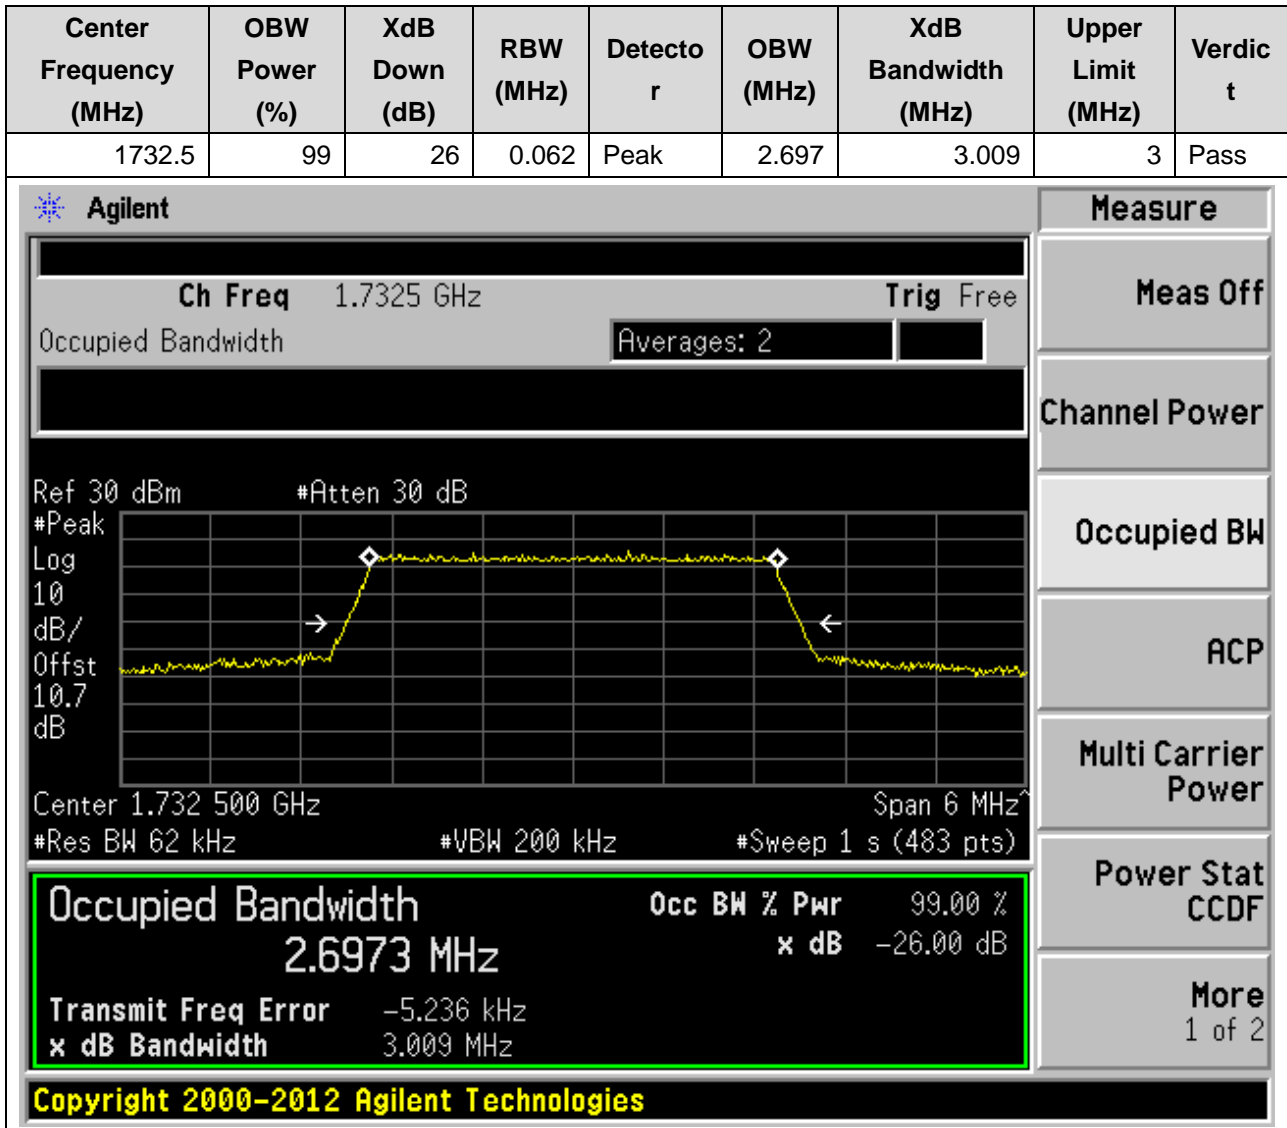 Center Frequency (MHz) OBW Power (%) XdB Down (dB) RBW (MHz) Detecto r OBW (MHz) XdB Bandwidth (MHz) Upper Limit (MHz) Verdic t
1732.5 99 26 0.062 Peak 2.697 3.009 3 Pass
Agilent
Measure
Ch Freq 1.7325 GHz Trig Free
Meas Off
Occupied Bandwidth Averages: 2
Channel Power
Ref 30 dBm #Atten 30 dB
#Peak
Log
10
dB/
Offst
10.7
dB
Occupied BW
ACP
Multi Carrier
Power
Center 1.732 500 GHz Span 6 MHz^
#Res BW 62 kHz #VBW 200 kHz #Sweep 1 s (483 pts)
Power Stat
CCDF
Occupied Bandwidth Occ BW % Pwr 99.00 %
2.6973 MHz x dB -26.00 dB
Transmit Freq Error -5.236 kHz
x dB Bandwidth 3.009 MHz
More
1 of 2
Copyright 2000-2012 Agilent Technologies